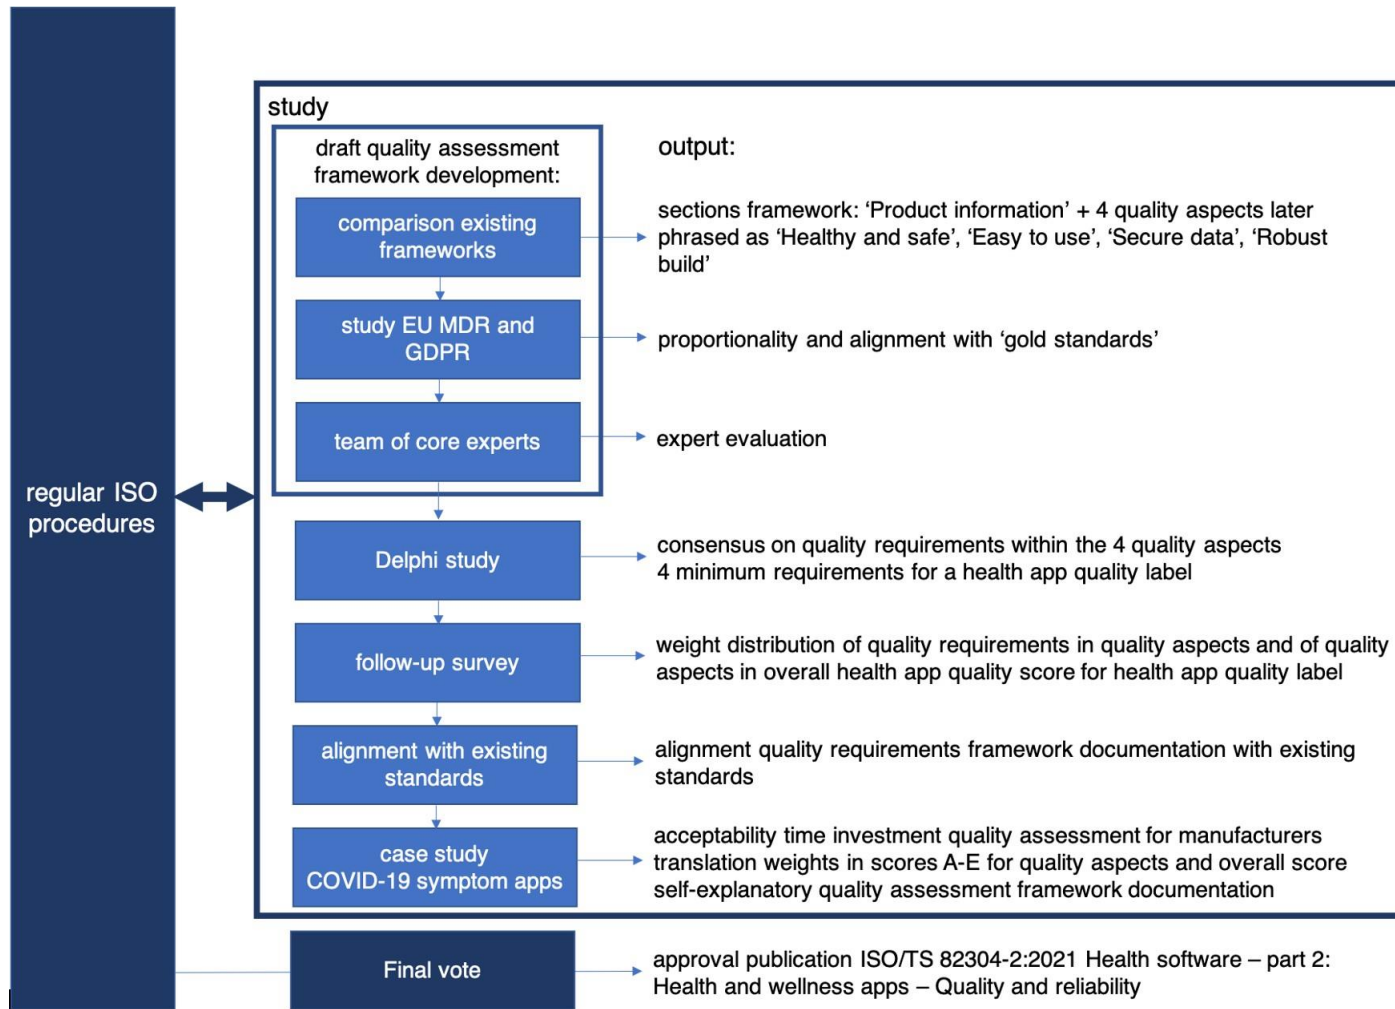 regular ISO
procedures
study
draft quality assessment
framework development:
output:
comparison existing
frameworks
sections framework: ‘Product information’ + 4 quality aspects later
phrased as ‘Healthy and safe’, ‘Easy to use’, ‘Secure data’, ‘Robust
build’
study EU MDR and
GDPR
proportionality and alignment with ‘gold standards’
team of core experts
expert evaluation
Delphi study
consensus on quality requirements within the 4 quality aspects
4 minimum requirements for a health app quality label
follow-up survey
weight distribution of quality requirements in quality aspects and of quality
aspects in overall health app quality score for health app quality label
alignment with existing
standards
alignment quality requirements framework documentation with existing
standards
case study
COVID-19 symptom apps
acceptability time investment quality assessment for manufacturers
translation weights in scores A-E for quality aspects and overall score
self-explanatory quality assessment framework documentation
Final vote
approval publication ISO/TS 82304-2:2021 Health software – part 2:
Health and wellness apps – Quality and reliability